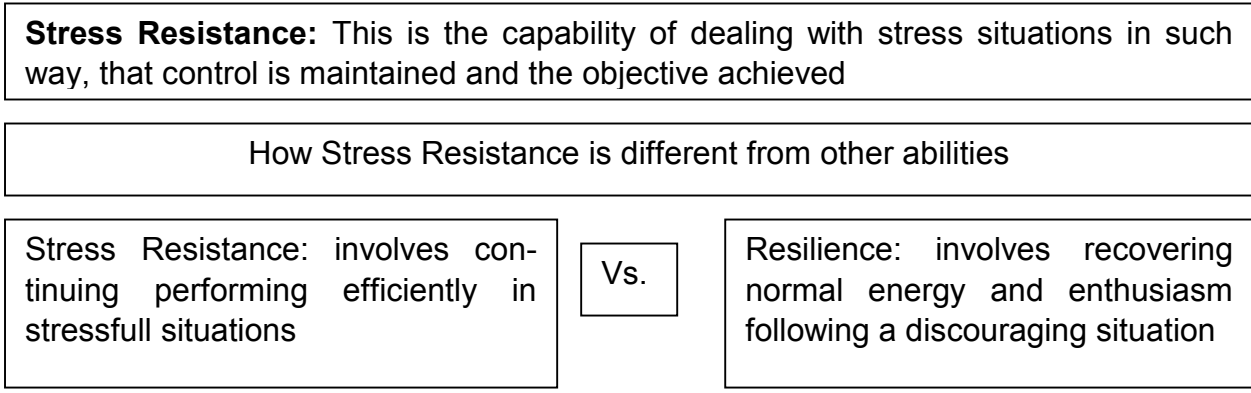 Stress Resistance: This is the capability of dealing with stress situations in such
way, that control is maintained and the objective achieved
How Stress Resistance is different from other abilities
Stress Resistance: involves con-
tinuing performing efficiently in
stressfull situations
Vs.
Resilience: involves recovering
normal energy and enthusiasm
following a discouraging situation